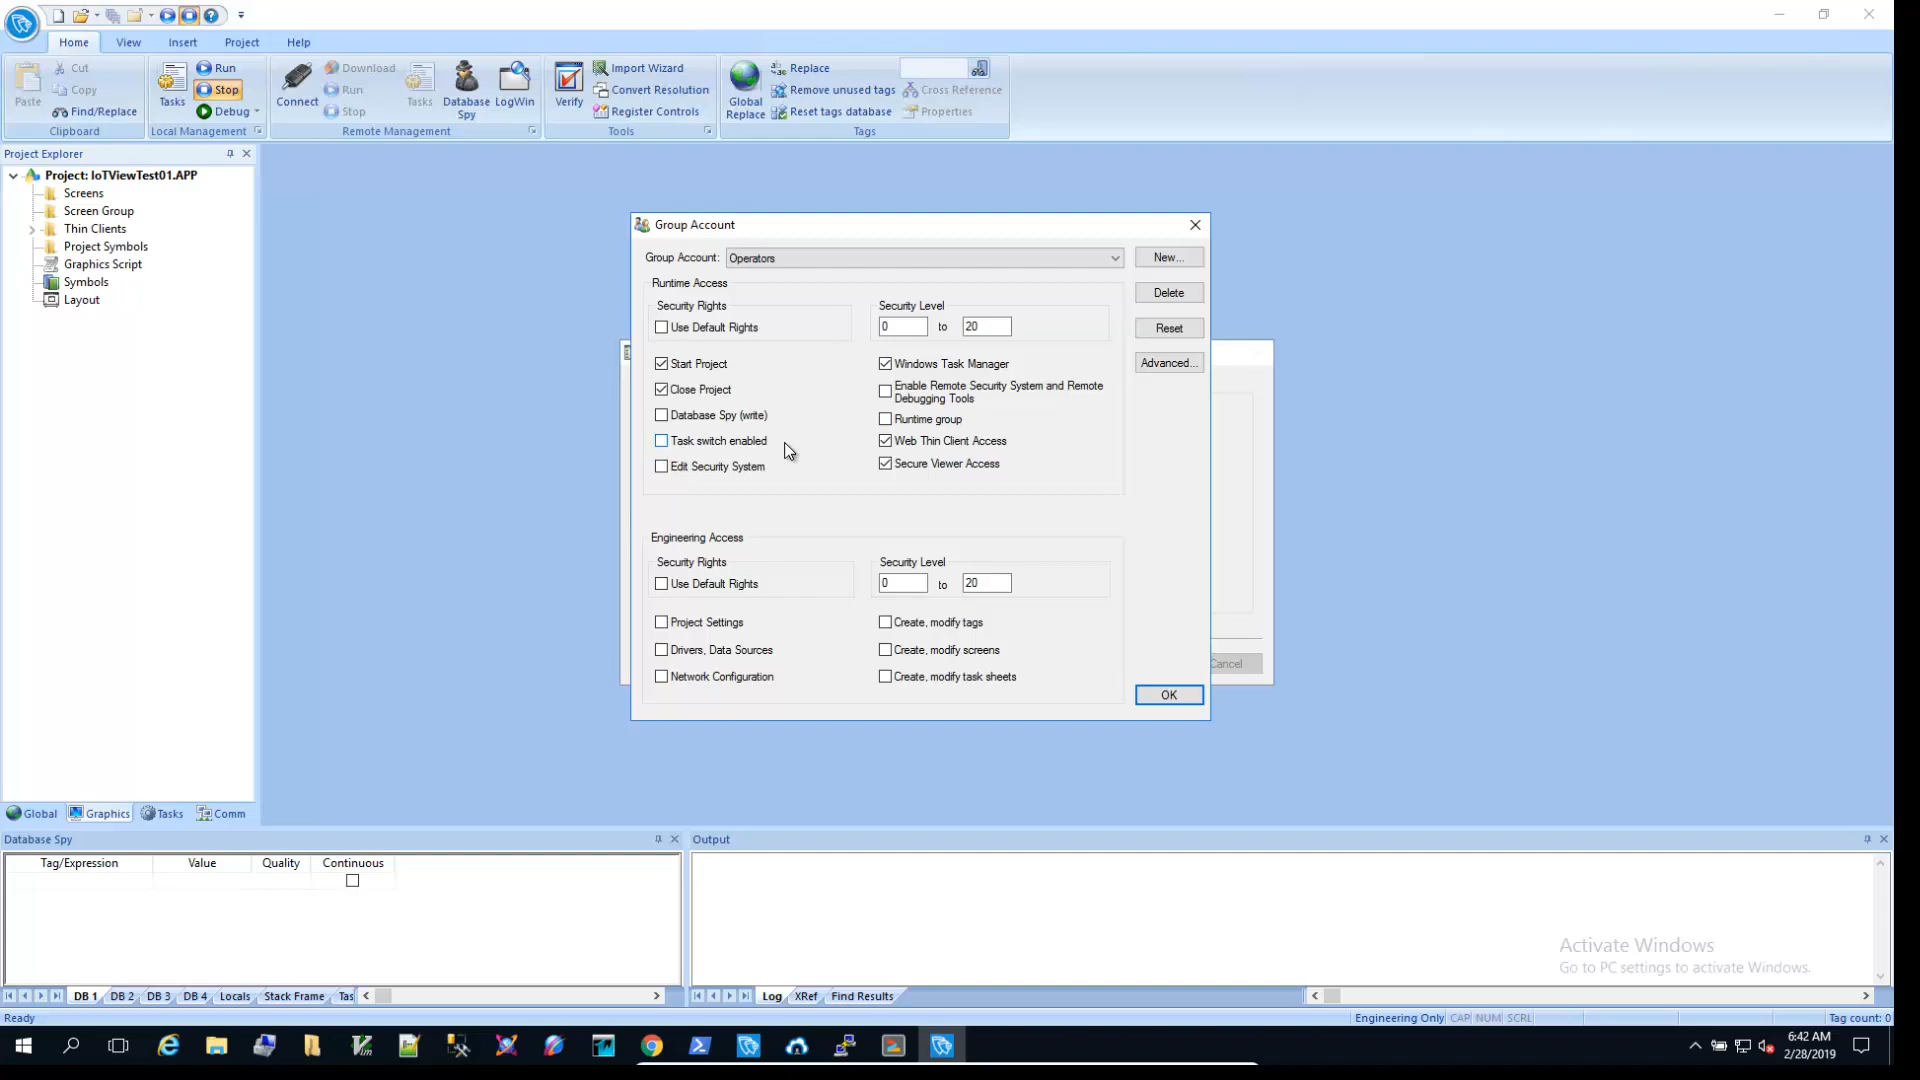 Home View Insert Project Help
Paste Cut Copy Find/Replace
Clipboard
Tasks Run Stop Debug
Local Management
Connect Download Run Stop Tasks Database Spy LogWin
Remote Management
Verify Import Wizard Convert Resolution Register Controls
Tools
Global Replace Replace Remove unused tags Reset tags database Cross Reference Properties
Tags
Project Explorer
Project: IoTViewTest01.APP
Screens
Screen Group
Thin Clients
Project Symbols
Graphics Script
Symbols
Layout
Global Graphics Tasks Comm
Group Account
Group Account: Operators New...
Runtime Access
Delete
Security Rights Security Level
Use Default Rights 0 to 20 Reset
Start Project Windows Task Manager Advanced...
Close Project Enable Remote Security System and Remote
Debugging Tools
Database Spy (write) Runtime group
Task switch enabled Web Thin Client Access
Edit Security System Secure Viewer Access
Engineering Access
Security Rights Security Level
Use Default Rights 0 to 20
Project Settings Create, modify tags
Drivers, Data Sources Create, modify screens
Network Configuration Create, modify task sheets
OK
Cancel
Database Spy
Tag/Expression Value Quality Continuous
DB 1 DB 2 DB 3 DB 4 Locals Stack Frame Tas
Output
Activate Windows
Go to PC settings to activate Windows.
Log XRef Find Results
Ready Engineering Only CAP NUM SCRL Tag count: 0
6:42 AM
2/28/2019